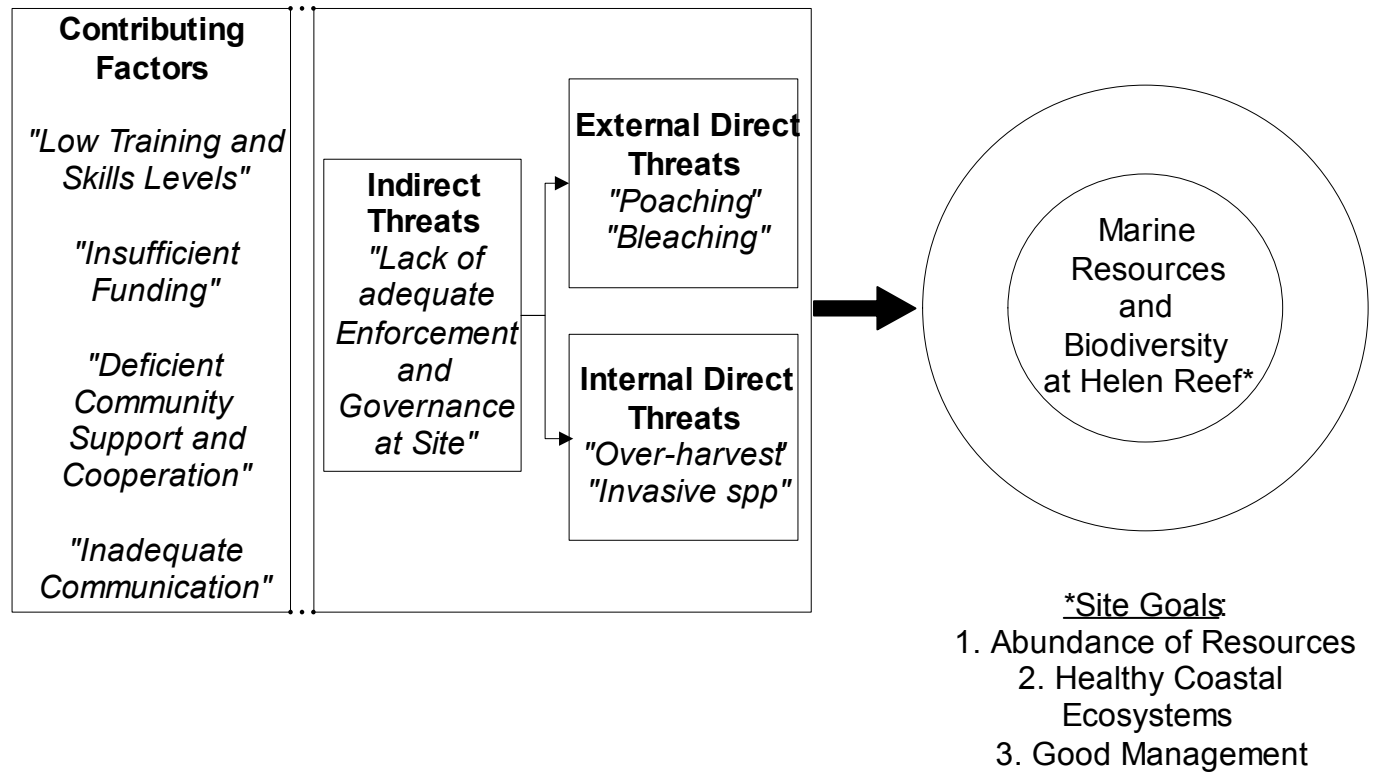 Contributing
Factors
"Low Training and
Skills Levels"
"Insufficient
Funding"
"Deficient
Community
Support and
Cooperation"
"Inadequate
Communication"
Indirect
Threats
"Lack of
adequate
Enforcement
and
Governance
at Site"
External Direct
Threats
"Poaching"
"Bleaching"
Internal Direct
Threats
"Over-harvest"
"Invasive spp"
Marine
Resources
and
Biodiversity
at Helen Reef*
*Site Goals:
1. Abundance of Resources
2. Healthy Coastal
Ecosystems
3. Good Management